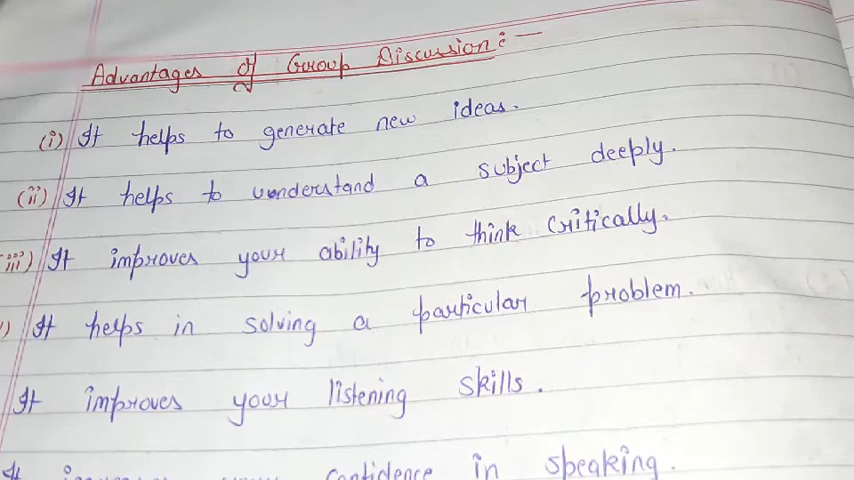 Advantages of Group Discussion:-
(i) It helps to generate new ideas.
(ii) It helps to understand a subject deeply.
iii) It improves your ability to think critically.
) It helps in solving a particular problem.
It improves your listening skills.
It your confidence in speaking.